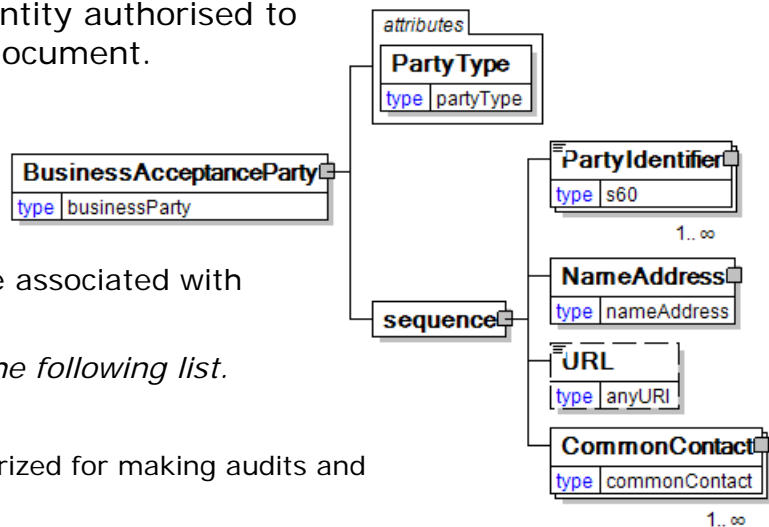 ntity authorised to
ocument.
attributes
PartyType
type partyType
BusinessAcceptanceParty
type businessParty
PartyIdentifier
type s60
1.. ∞
e associated with
NameAddress
type nameAddress
sequence
ne following list.
URL
type anyURI
rized for making audits and
CommonContact
type commonContact
1.. ∞